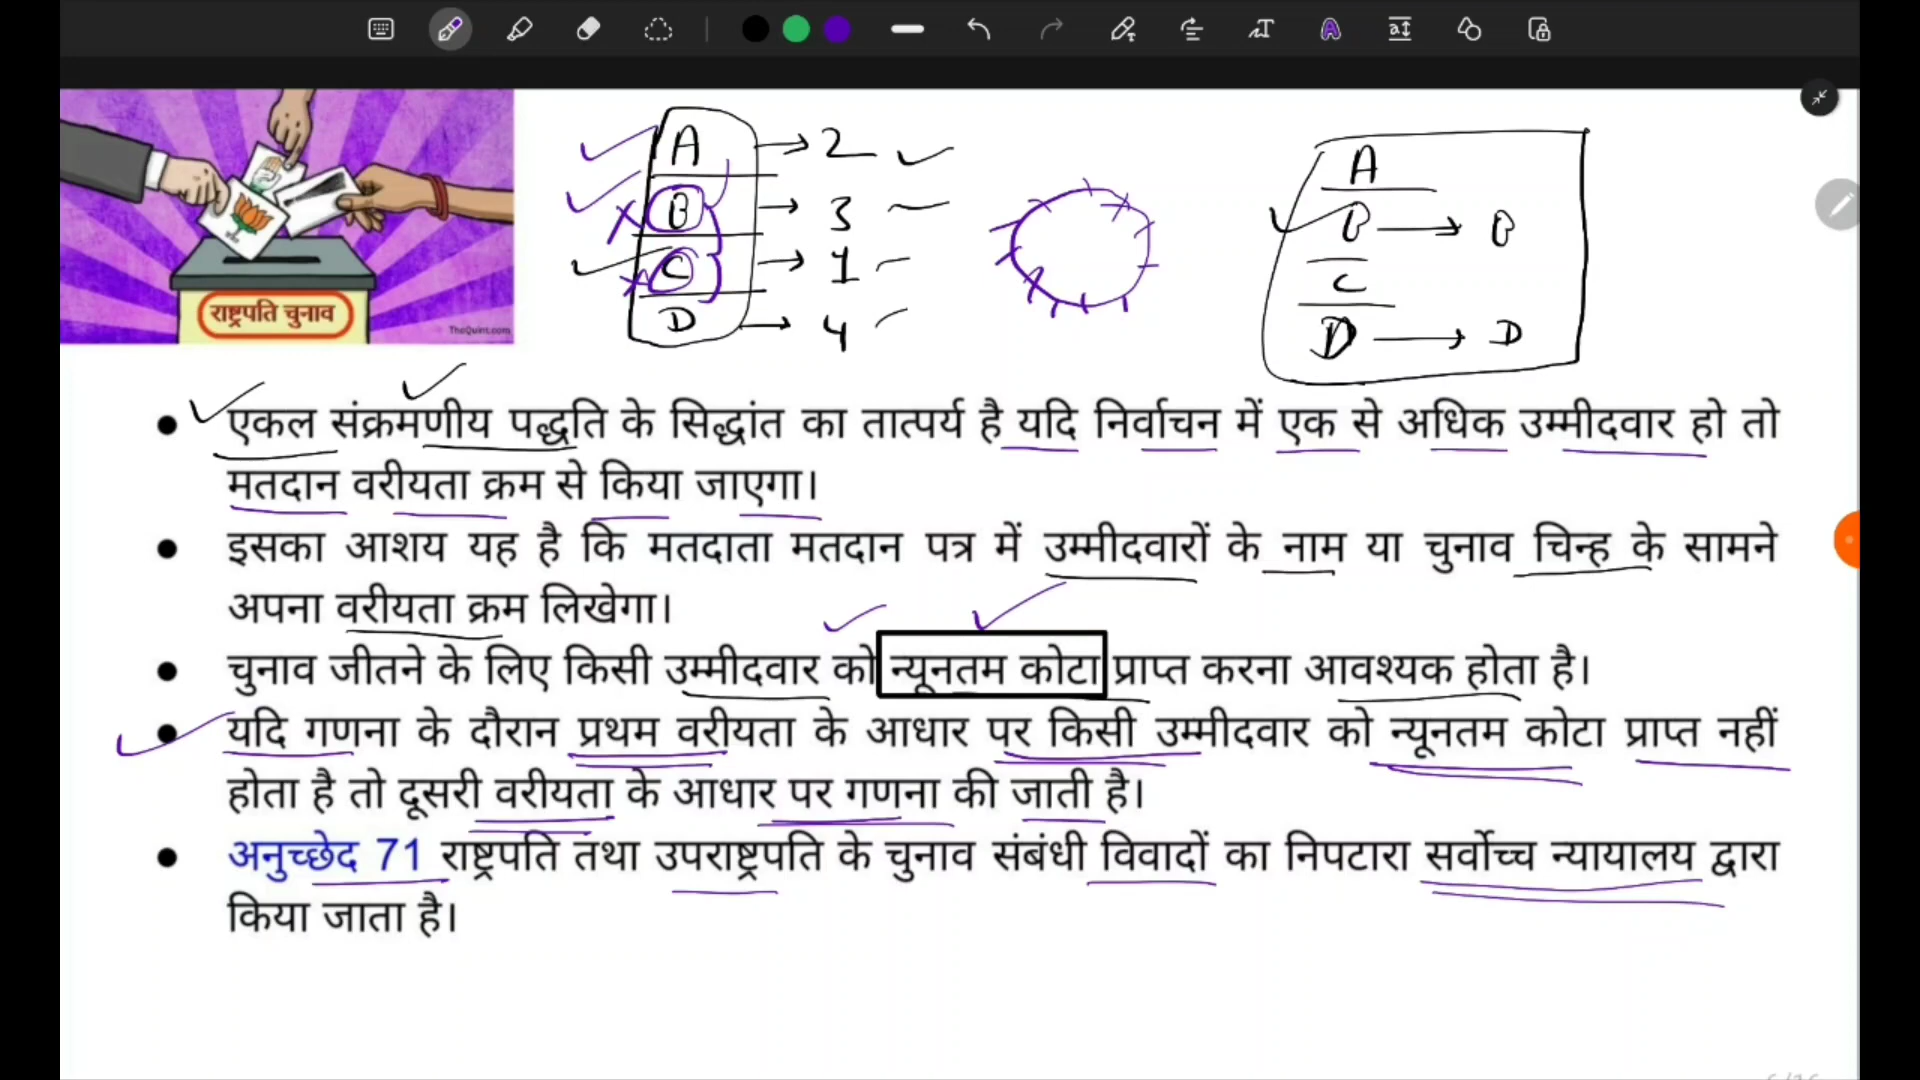 राष्ट्रपति चुनाव
TheQuint.com
A → 2
B → 3
C → 1
D → 4
A
B → B
C
D → D
• एकल संक्रमणीय पद्धति के सिद्धांत का तात्पर्य है यदि निर्वाचन में एक से अधिक उम्मीदवार हो तो
मतदान वरीयता क्रम से किया जाएगा।
• इसका आशय यह है कि मतदाता मतदान पत्र में उम्मीदवारों के नाम या चुनाव चिन्ह के सामने
अपना वरीयता क्रम लिखेगा।
• चुनाव जीतने के लिए किसी उम्मीदवार को न्यूनतम कोटा प्राप्त करना आवश्यक होता है।
• यदि गणना के दौरान प्रथम वरीयता के आधार पर किसी उम्मीदवार को न्यूनतम कोटा प्राप्त नहीं
होता है तो दूसरी वरीयता के आधार पर गणना की जाती है।
• अनुच्छेद 71 राष्ट्रपति तथा उपराष्ट्रपति के चुनाव संबंधी विवादों का निपटारा सर्वोच्च न्यायालय द्वारा
किया जाता है।